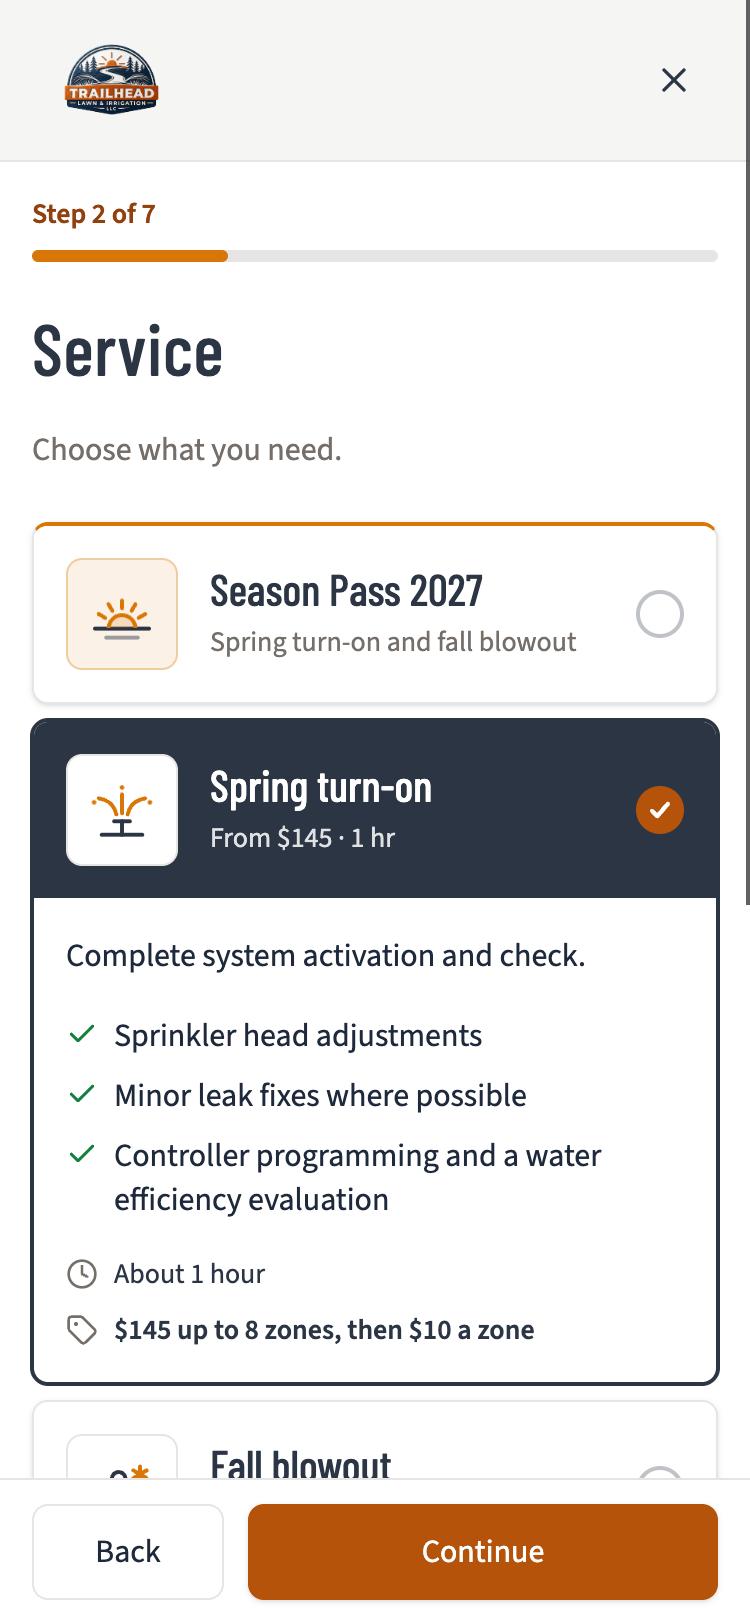 TRAILHEAD
LAWN & IRRIGATION
LLC
Step 2 of 7
Service
Choose what you need.
Season Pass 2027
Spring turn-on and fall blowout
Spring turn-on
From $145 · 1 hr
Complete system activation and check.
Sprinkler head adjustments
Minor leak fixes where possible
Controller programming and a water
efficiency evaluation
About 1 hour
$145 up to 8 zones, then $10 a zone
Fall blowout
Back
Continue